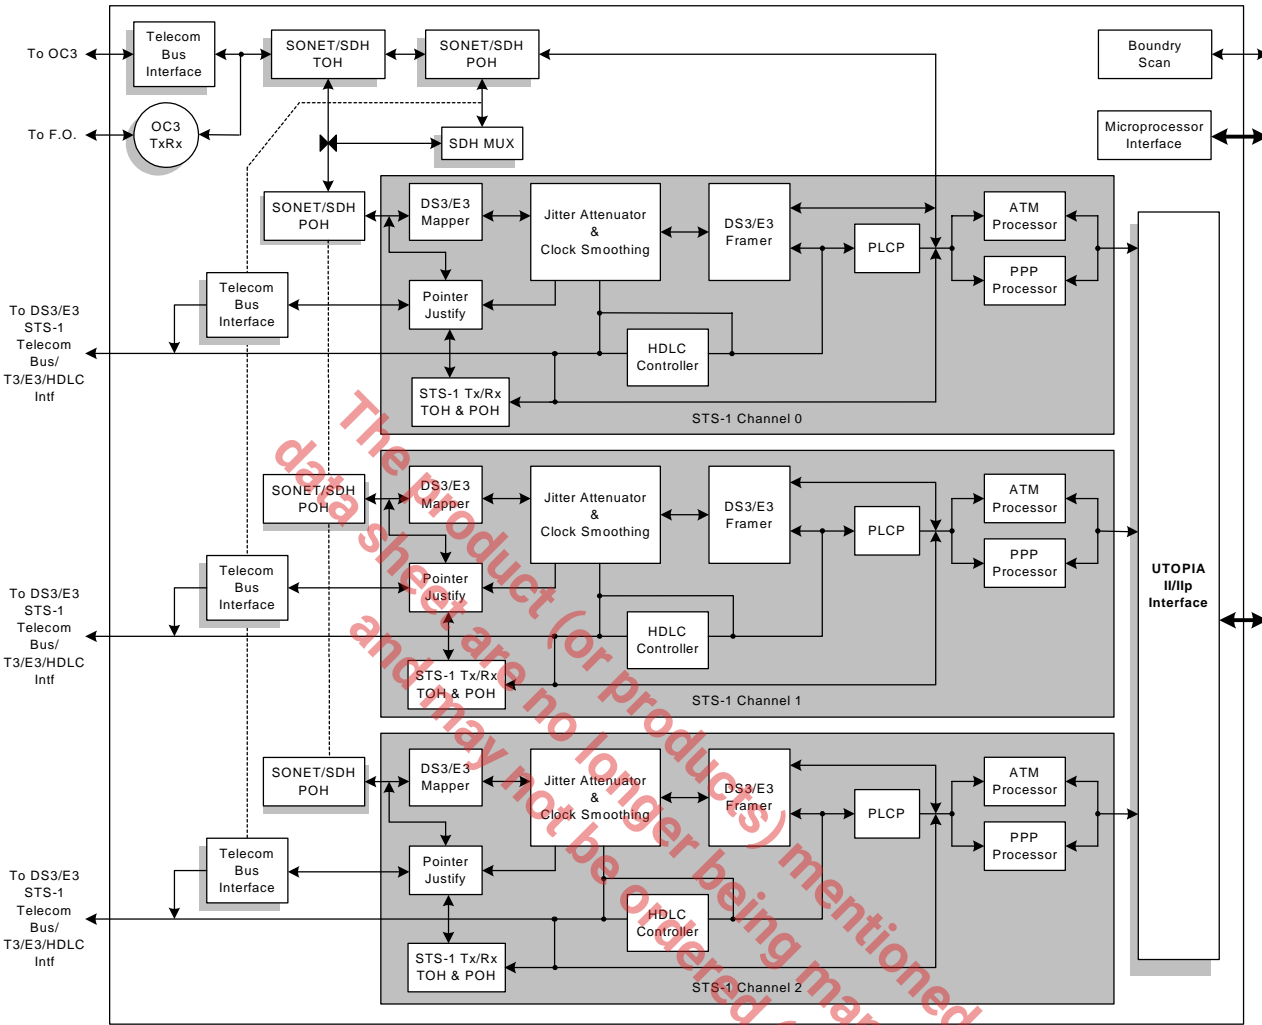 To OC3
Telecom
Bus
Interface
SONET/SDH
TOH
SONET/SDH
POH
Boundry
Scan
To F.O.
OC3
TxRx
SDH MUX
Microprocessor
Interface
SONET/SDH
POH
DS3/E3
Mapper
Jitter Attenuator
&
Clock Smoothing
DS3/E3
Framer
PLCP
ATM
Processor
PPP
Processor
Telecom
Bus
Interface
Pointer
Justify
To DS3/E3
STS-1
Telecom
Bus/
T3/E3/HDLC
Intf
HDLC
Controller
STS-1 Tx/Rx
TOH & POH
STS-1 Channel 0
SONET/SDH
POH
DS3/E3
Mapper
Jitter Attenuator
&
Clock Smoothing
DS3/E3
Framer
PLCP
ATM
Processor
PPP
Processor
Telecom
Bus
Interface
Pointer
Justify
To DS3/E3
STS-1
Telecom
Bus/
T3/E3/HDLC
Intf
HDLC
Controller
STS-1 Tx/Rx
TOH & POH
STS-1 Channel 1
UTOPIA
II/IIp
Interface
SONET/SDH
POH
DS3/E3
Mapper
Jitter Attenuator
&
Clock Smoothing
DS3/E3
Framer
PLCP
ATM
Processor
PPP
Processor
Telecom
Bus
Interface
Pointer
Justify
To DS3/E3
STS-1
Telecom
Bus/
T3/E3/HDLC
Intf
HDLC
Controller
STS-1 Tx/Rx
TOH & POH
STS-1 Channel 2
The product (or products) mentioned
data sheet are no longer being
and may not be ordered